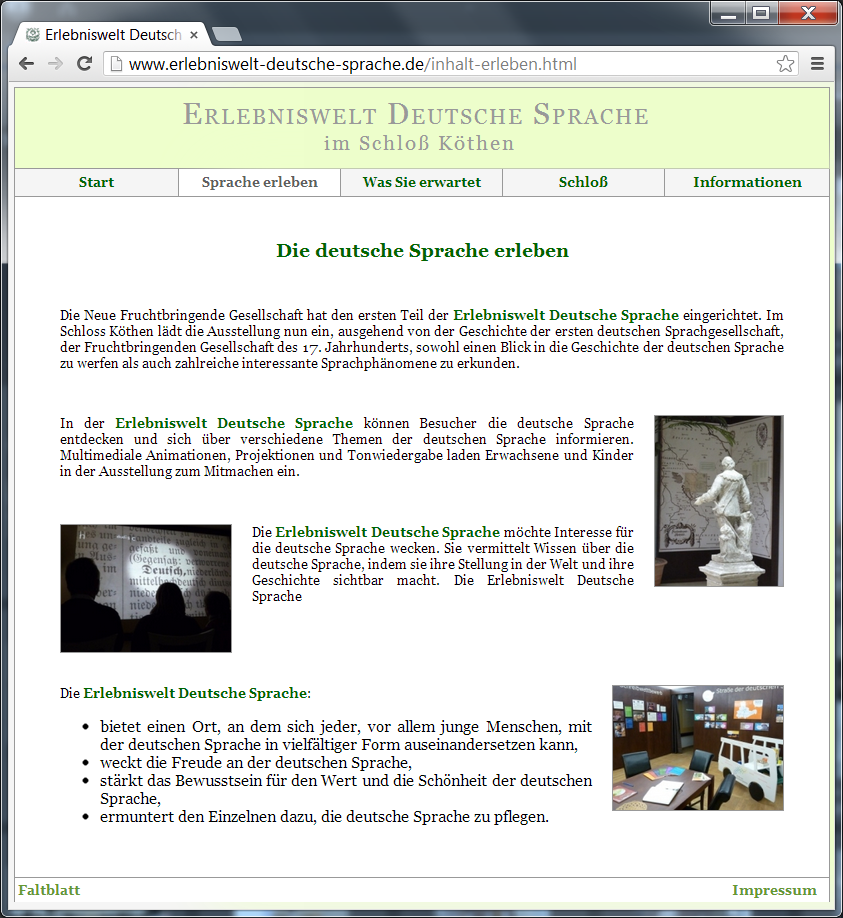 Erlebniswelt Deutsch
www.erlebniswelt-deutsche-sprache.de/inhalt-erleben.html
Erlebniswelt Deutsche Sprache
im Schloß Köthen
Start Sprache erleben Was Sie erwartet Schloß Informationen
Die deutsche Sprache erleben
Die Neue Fruchtbringende Gesellschaft hat den ersten Teil der Erlebniswelt Deutsche Sprache eingerichtet. Im
Schloss Köthen lädt die Ausstellung nun ein, ausgehend von der Geschichte der ersten deutschen Sprachgesellschaft,
der Fruchtbringenden Gesellschaft des 17. Jahrhunderts, sowohl einen Blick in die Geschichte der deutschen Sprache
zu werfen als auch zahlreiche interessante Sprachphänomene zu erkunden.
In der Erlebniswelt Deutsche Sprache können Besucher die deutsche Sprache
entdecken und sich über verschiedene Themen der deutschen Sprache informieren.
Multimediale Animationen, Projektionen und Tonwiedergabe laden Erwachsene und Kinder
in der Ausstellung zum Mitmachen ein.
Die Erlebniswelt Deutsche Sprache möchte Interesse für
die deutsche Sprache wecken. Sie vermittelt Wissen über die
deutsche Sprache, indem sie ihre Stellung in der Welt und ihre
Geschichte sichtbar macht. Die Erlebniswelt Deutsche
Sprache
gefaßt und
(Gegensatz:
Deutsch,
Die Erlebniswelt Deutsche Sprache:
Straße der deutschen
• bietet einen Ort, an dem sich jeder, vor allem junge Menschen, mit
der deutschen Sprache in vielfältiger Form auseinandersetzen kann,
• weckt die Freude an der deutschen Sprache,
• stärkt das Bewusstsein für den Wert und die Schönheit der deutschen
Sprache,
• ermuntert den Einzelnen dazu, die deutsche Sprache zu pflegen.
Faltblatt Impressum